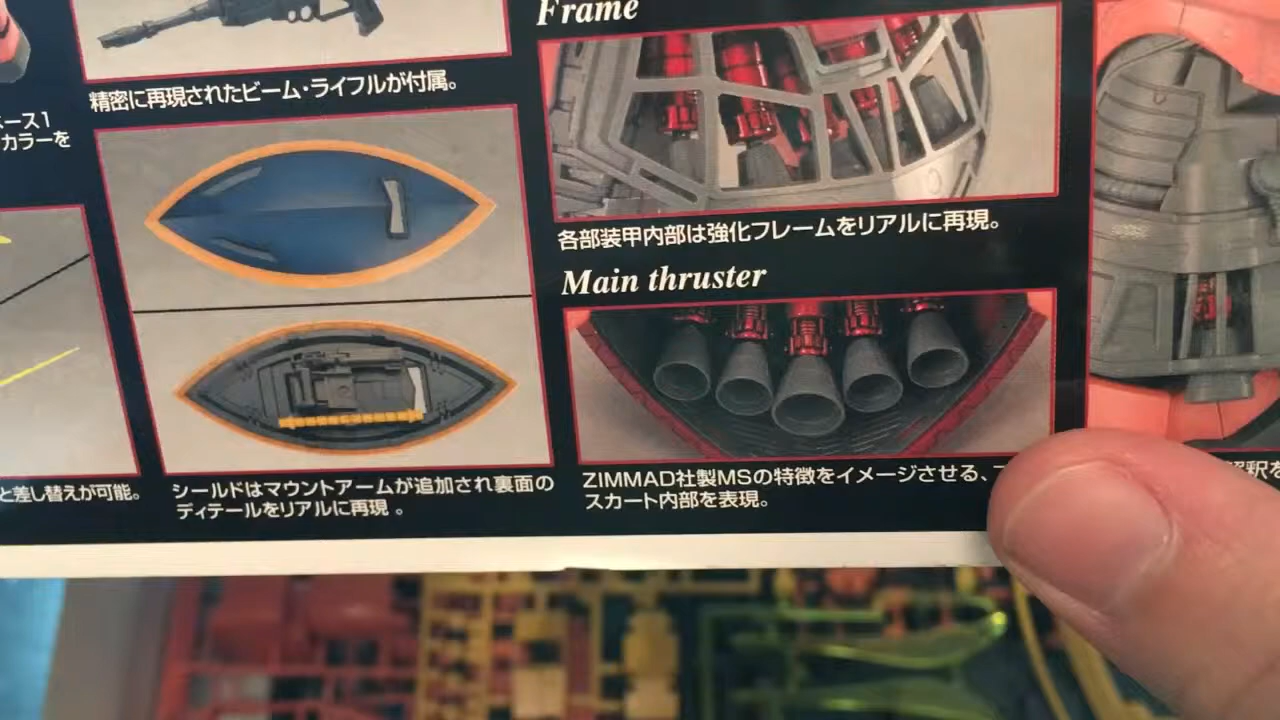 Frame
精密に再現されたビーム・ライフルが付属。
ース1
カラーを
各部装甲内部は強化フレームをリアルに再現。
Main thruster
と差し替えが可能。
シールドはマウントアームが追加され裏面の
ディテールをリアルに再現 。
ZIMMAD社製MSの特徴をイメージさせる、
スカート内部を表現。
釈を